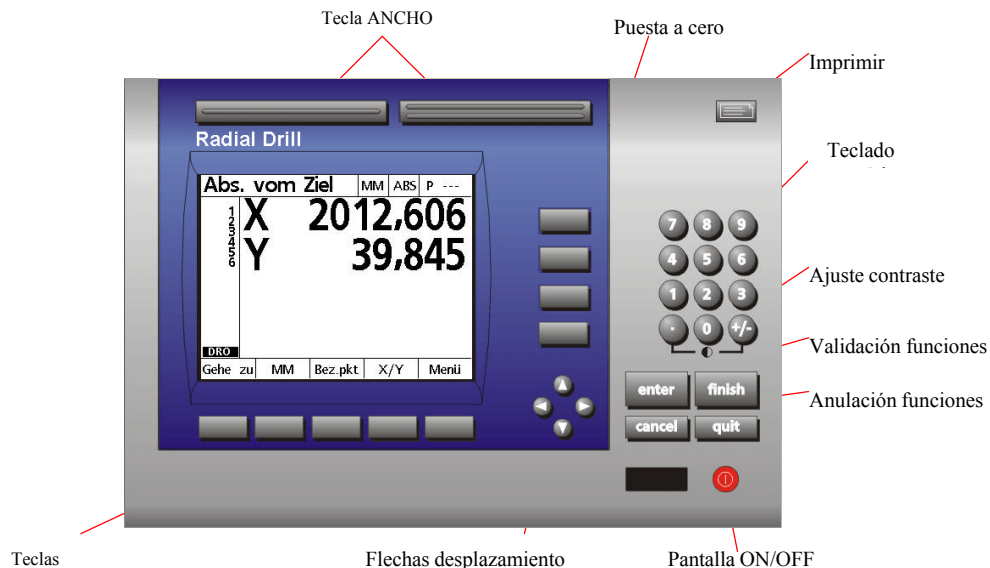 Tecla ANCHO
Puesta a cero
Imprimir
Radial Drill
Teclado
Abs. vom Ziel MM ABS P ---
1
2
3
4
5
6
X 2012,606
Y 39,845
7 8 9
4 5 6
1 2 3
. 0 +/-
Ajuste contraste
Validación funciones
DRO
Gehe zu MM Bez.pkt X/Y Menü
enter finish
Anulación funciones
cancel quit
Teclas
Flechas desplazamiento
Pantalla ON/OFF